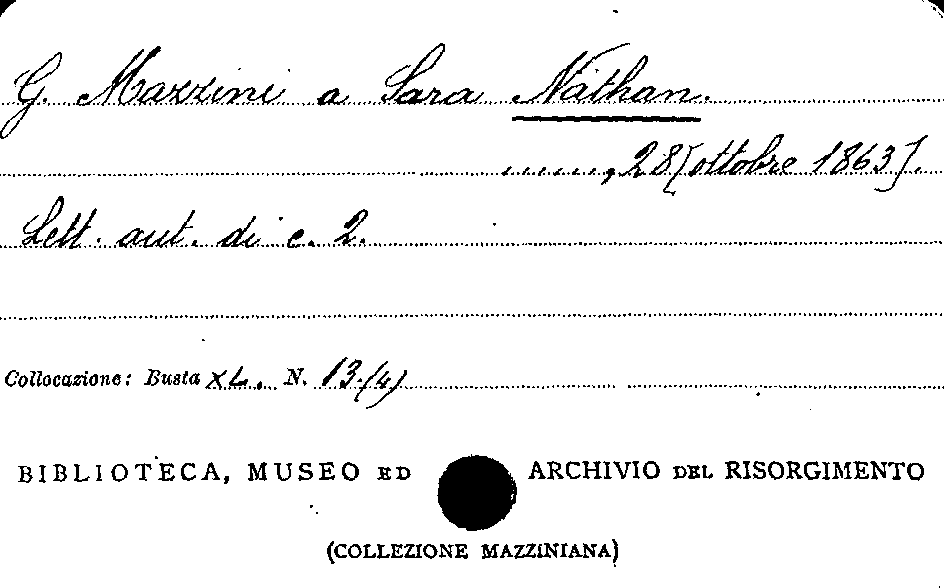 G. Mazzini a Sara Nathan.
......, 28 [ottobre 1863].
Lett. aut. di c. 2.
Collocazione: Busta XL. N. 13.(4)
BIBLIOTECA, MUSEO ED ARCHIVIO DEL RISORGIMENTO
(COLLEZIONE MAZZINIANA)